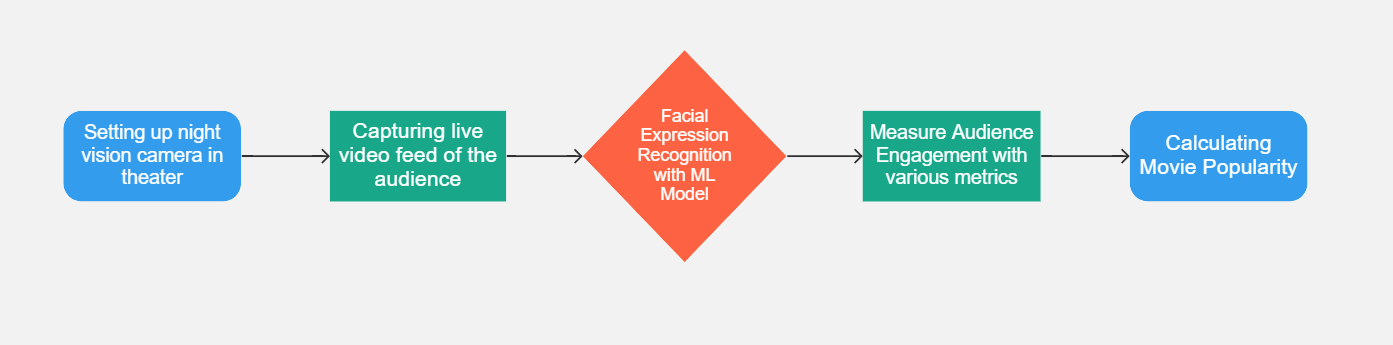 Setting up night
vision camera in
theater
Capturing live
video feed of the
audience
Facial
Expression
Recognition
with ML
Model
Measure Audience
Engagement with
various metrics
Calculating
Movie Popularity